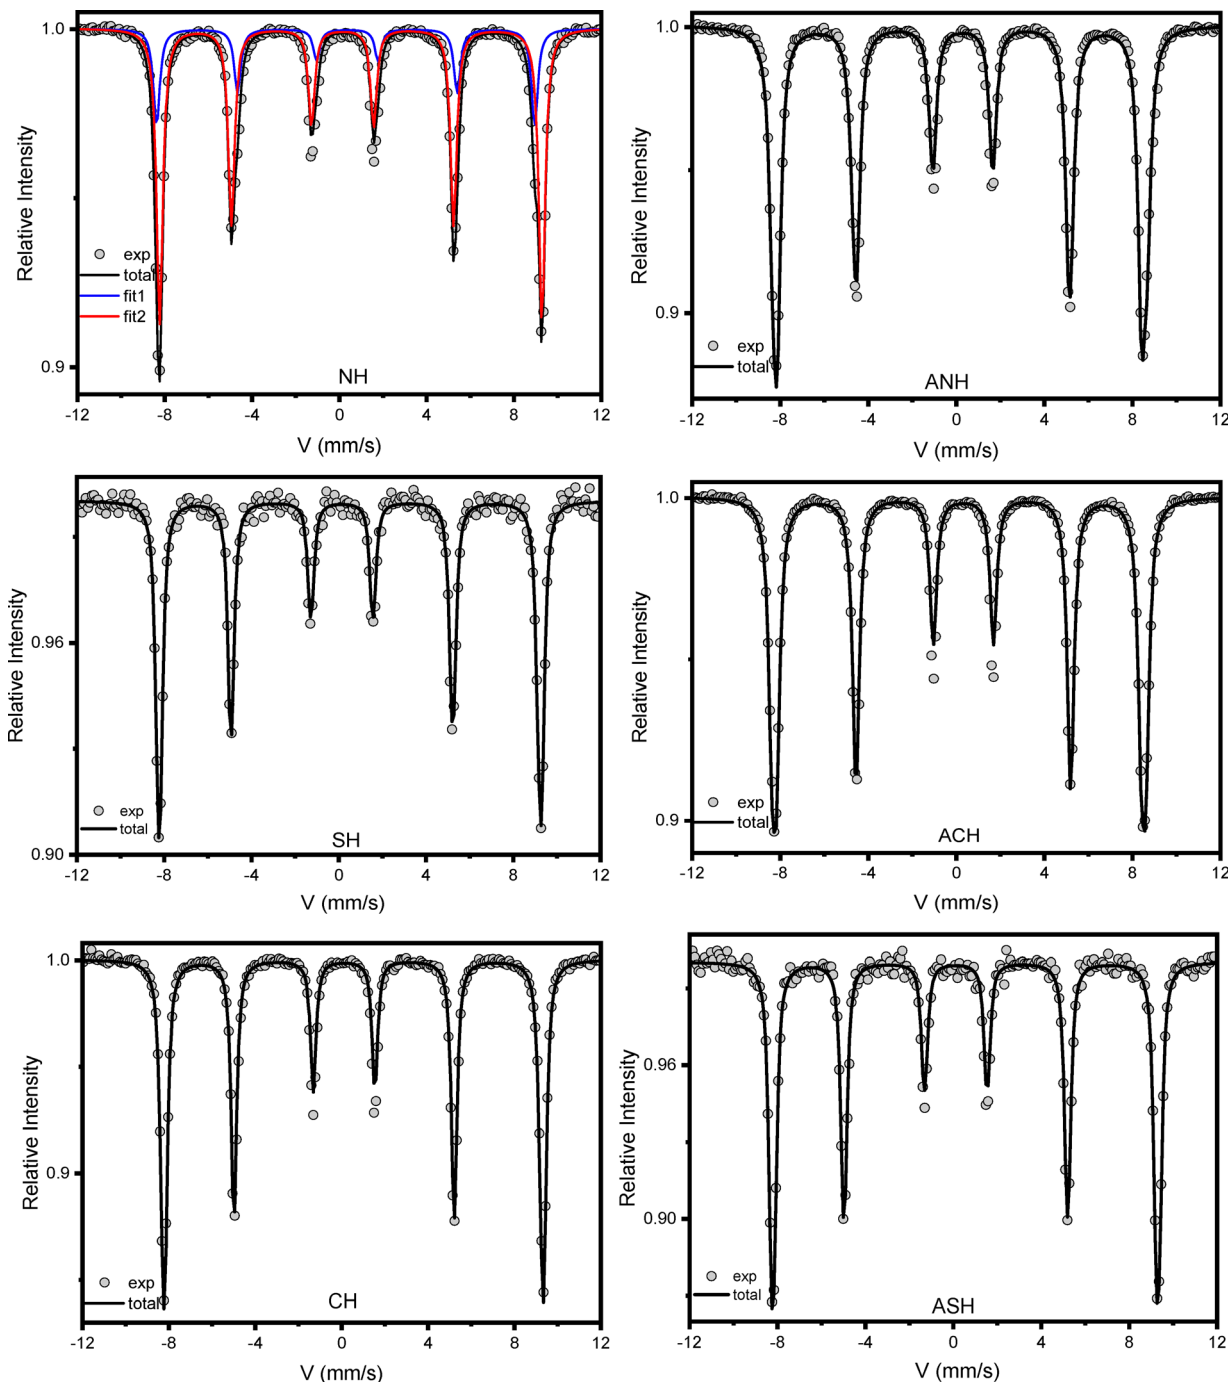 1.0
0.9
Relative Intensity
exp
total
fit1
fit2
NH
-12 -8 -4 0 4 8 12
V (mm/s)
1.0
0.9
Relative Intensity
exp
total
ANH
-12 -8 -4 0 4 8 12
V (mm/s)
0.96
0.90
Relative Intensity
exp
total
SH
-12 -8 -4 0 4 8 12
V (mm/s)
1.0
0.9
Relative Intensity
exp
total
ACH
-12 -8 -4 0 4 8 12
V (mm/s)
1.0
0.9
Relative Intensity
exp
total
CH
-12 -8 -4 0 4 8 12
V (mm/s)
0.96
0.90
Relative Intensity
exp
total
ASH
-12 -8 -4 0 4 8 12
V (mm/s)